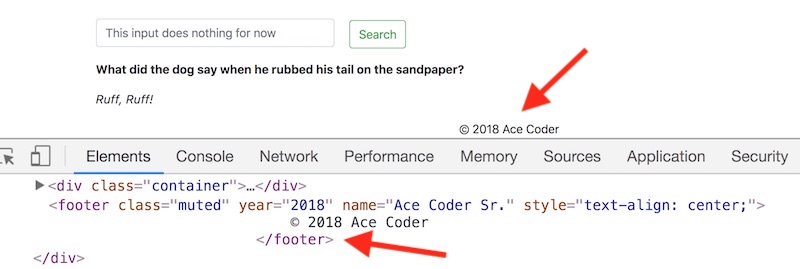 This input does nothing for now Search
What did the dog say when he rubbed his tail on the sandpaper?
Ruff, Ruff!
© 2018 Ace Coder
Elements Console Network Performance Memory Sources Application Security
▶<div class="container">…</div>
<footer class="muted" year="2018" name="Ace Coder Sr." style="text-align: center;">
© 2018 Ace Coder
</footer>
</div>